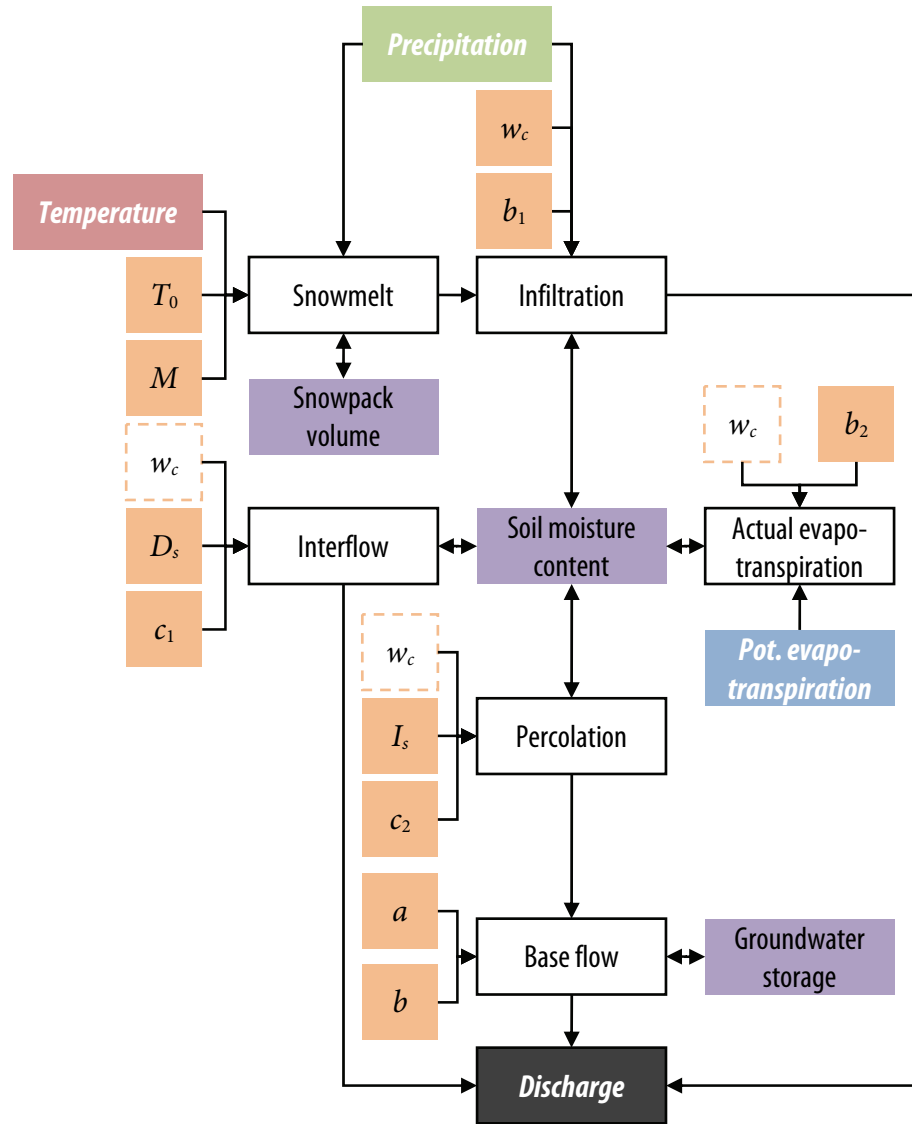 Precipitation
w_c
b_1
Temperature
T_0
Snowmelt
Infiltration
M
Snowpack
volume
w_c
b_2
w_c
D_s
Interflow
Soil moisture
content
Actual evapo-
transpiration
c_1
w_c
Pot. evapo-
transpiration
I_s
Percolation
c_2
a
Base flow
Groundwater
storage
b
Discharge